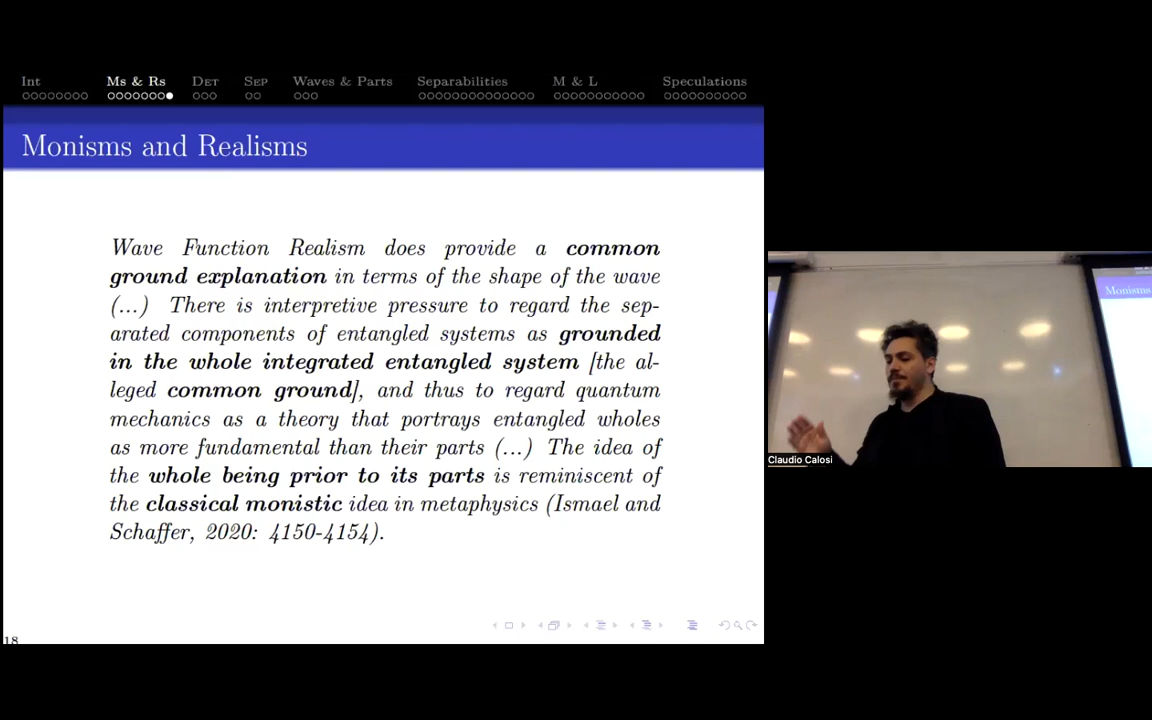 Int Ms & Rs Det Sep Waves & Parts Separabilities M & L Speculations
Monisms and Realisms
Wave Function Realism does provide a common
ground explanation in terms of the shape of the wave
(...) There is interpretive pressure to regard the sep-
arated components of entangled systems as grounded
in the whole integrated entangled system [the al-
leged common ground], and thus to regard quantum
mechanics as a theory that portrays entangled wholes
as more fundamental than their parts (...) The idea of
the whole being prior to its parts is reminiscent of
the classical monistic idea in metaphysics (Ismael and
Schaffer, 2020: 4150-4154).
18
Monisms
Claudio Calosi